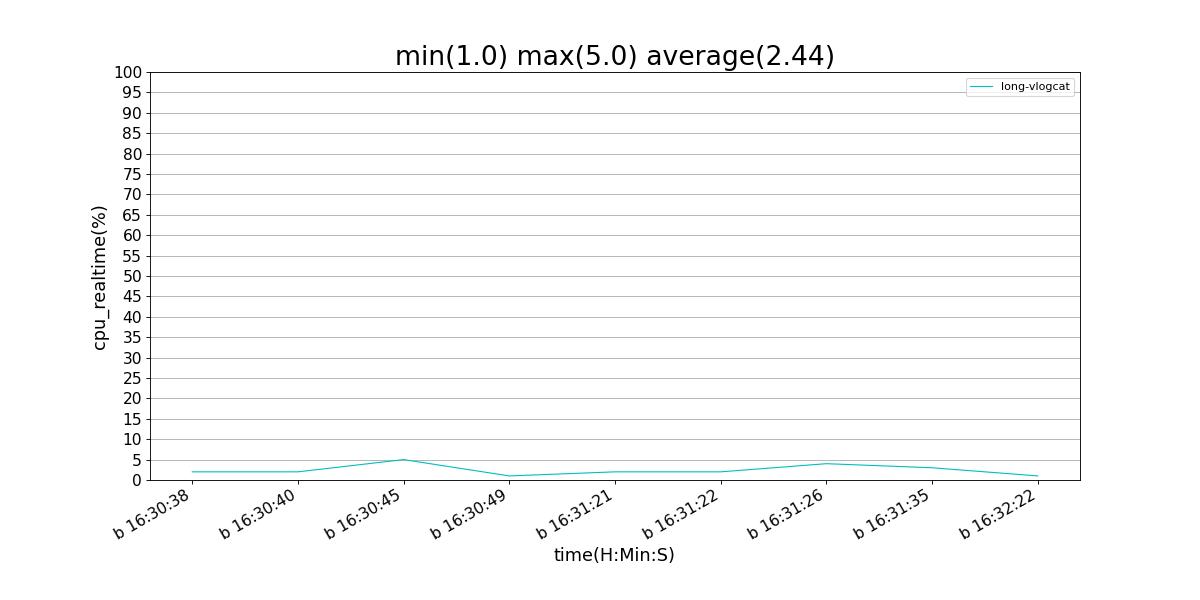 min(1.0) max(5.0) average(2.44)
long-vlogcat
cpu_realtime(%)
100
95
90
85
80
75
70
65
60
55
50
45
40
35
30
25
20
15
10
5
0
b 16:30:38
b 16:30:40
b 16:30:45
b 16:30:49
b 16:31:21
b 16:31:22
b 16:31:26
b 16:31:35
b 16:32:22
time(H:Min:S)